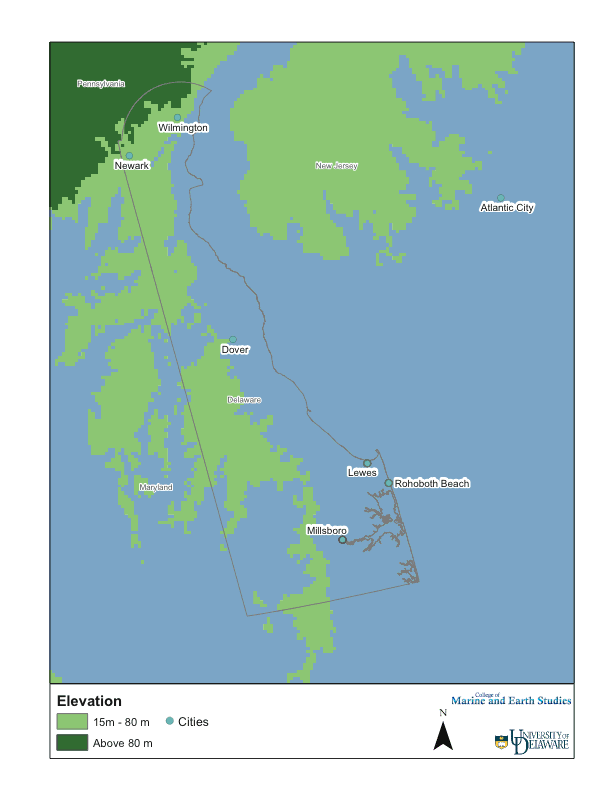 Pennsylvania
Wilmington
Newark
New Jersey
Atlantic City
Dover
Delaware
Lewes
Rohoboth Beach
Maryland
Millsboro
Elevation
15m - 80 m
Cities
Above 80 m
College of
Marine and Earth Studies
N
UNIVERSITY OF
DELAWARE